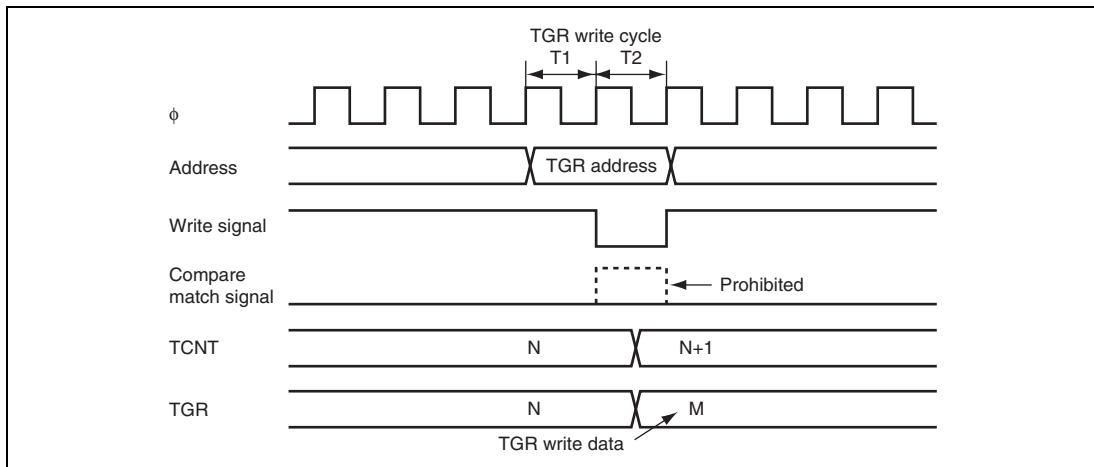 TGR write cycle
T1 T2
ϕ
Address
TGR address
Write signal
Compare
match signal
Prohibited
TCNT
N
N+1
TGR
N
M
TGR write data